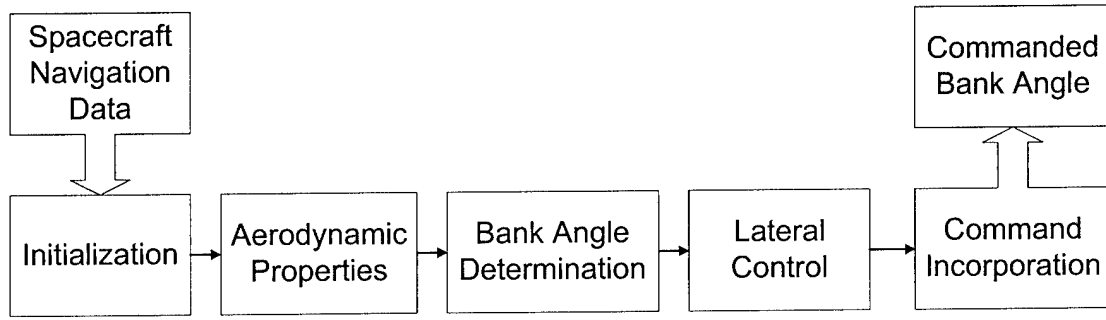 Spacecraft
Navigation
Data
Commanded
Bank Angle
Initialization
Aerodynamic
Properties
Bank Angle
Determination
Lateral
Control
Command
Incorporation